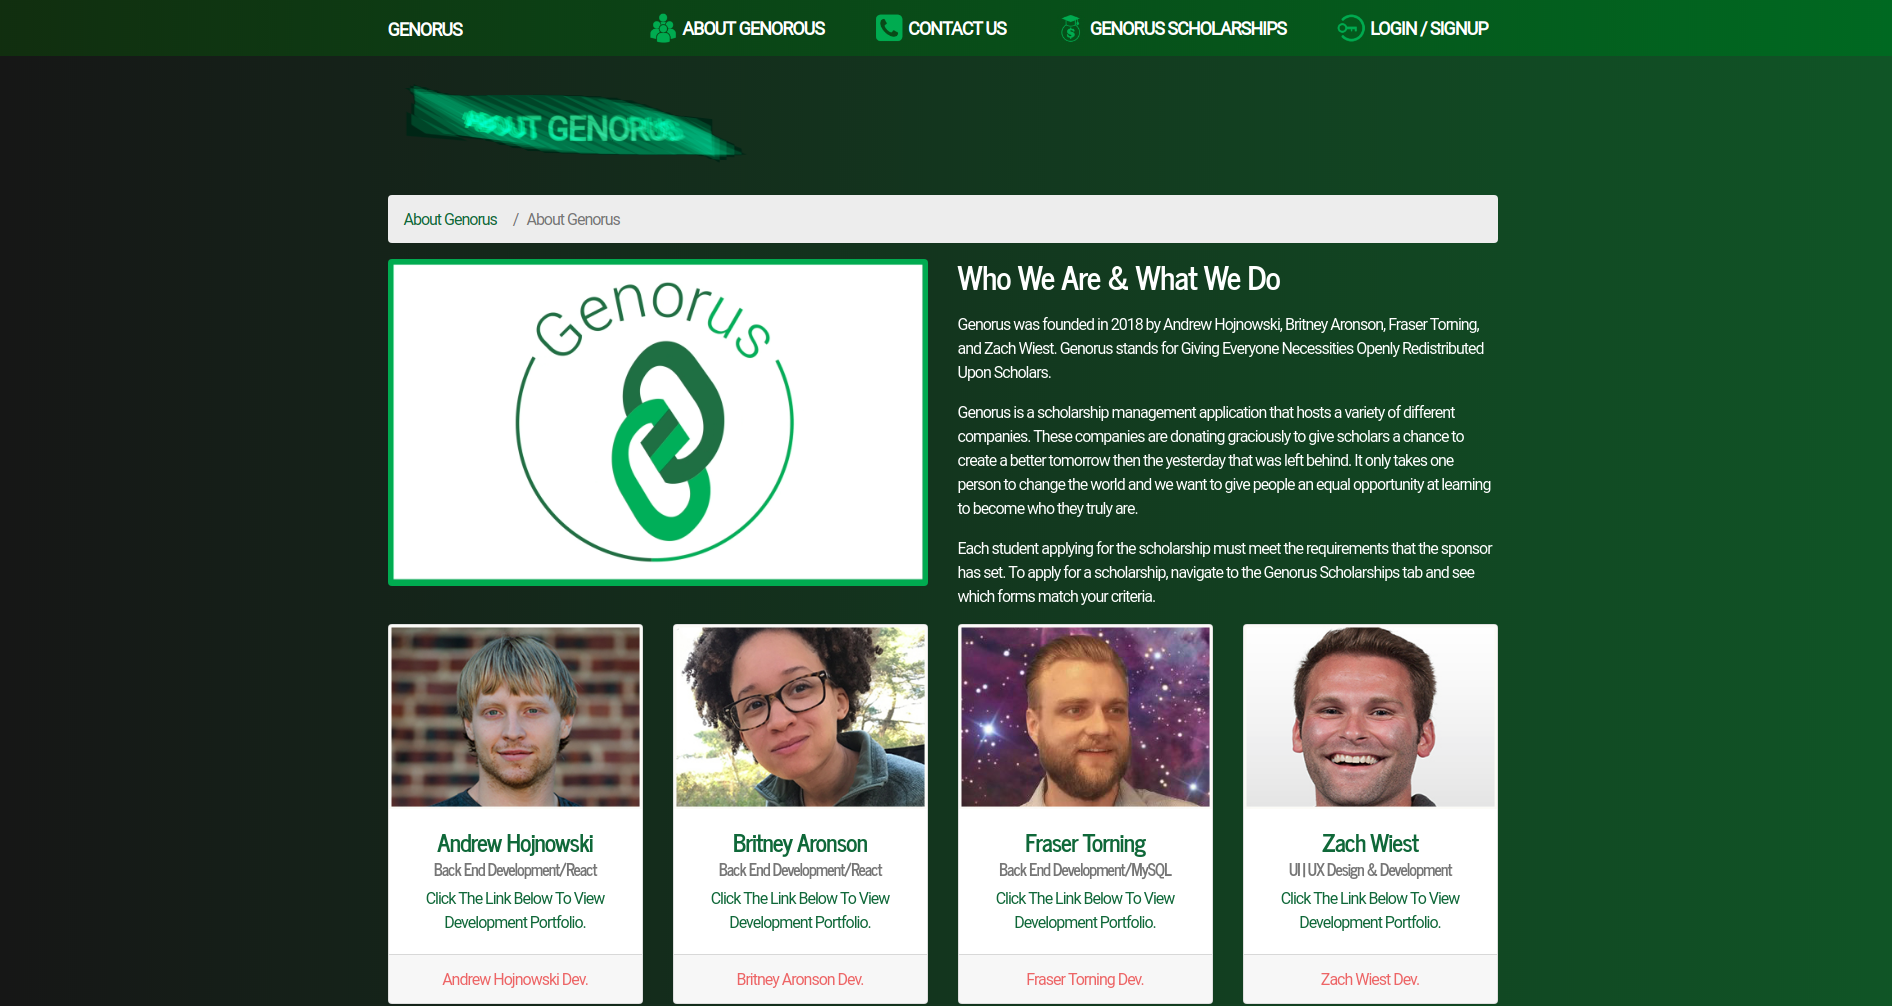 GENORUS
ABOUT GENOROUS
CONTACT US
GENORUS SCHOLARSHIPS
LOGIN / SIGNUP
ABOUT GENORUS
About Genorus / About Genorus
Genorus
Who We Are & What We Do
Genorus was founded in 2018 by Andrew Hojnowski, Britney Aronson, Fraser Torning,
and Zach Wiest. Genorus stands for Giving Everyone Necessities Openly Redistributed
Upon Scholars.
Genorus is a scholarship management application that hosts a variety of different
companies. These companies are donating graciously to give scholars a chance to
create a better tomorrow then the yesterday that was left behind. It only takes one
person to change the world and we want to give people an equal opportunity at learning
to become who they truly are.
Each student applying for the scholarship must meet the requirements that the sponsor
has set. To apply for a scholarship, navigate to the Genorus Scholarships tab and see
which forms match your criteria.
Andrew Hojnowski
Back End Development/React
Click The Link Below To View
Development Portfolio.
Andrew Hojnowski Dev.
Britney Aronson
Back End Development/React
Click The Link Below To View
Development Portfolio.
Britney Aronson Dev.
Fraser Torning
Back End Development/MySQL
Click The Link Below To View
Development Portfolio.
Fraser Torning Dev.
Zach Wiest
UI | UX Design & Development
Click The Link Below To View
Development Portfolio.
Zach Wiest Dev.